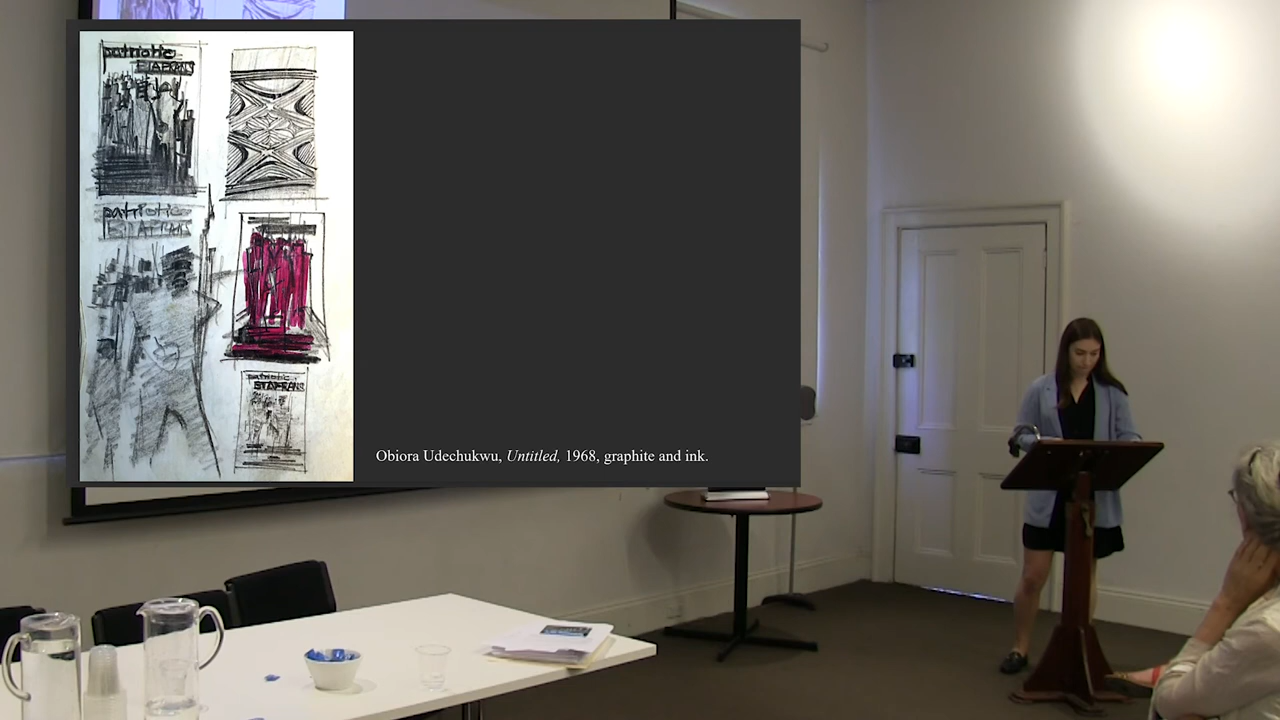 patriotic
BIAFRANS
patriotic
BIAFRANS
patriotic
BIAFRANS
Obiora Udechukwu, Untitled, 1968, graphite and ink.